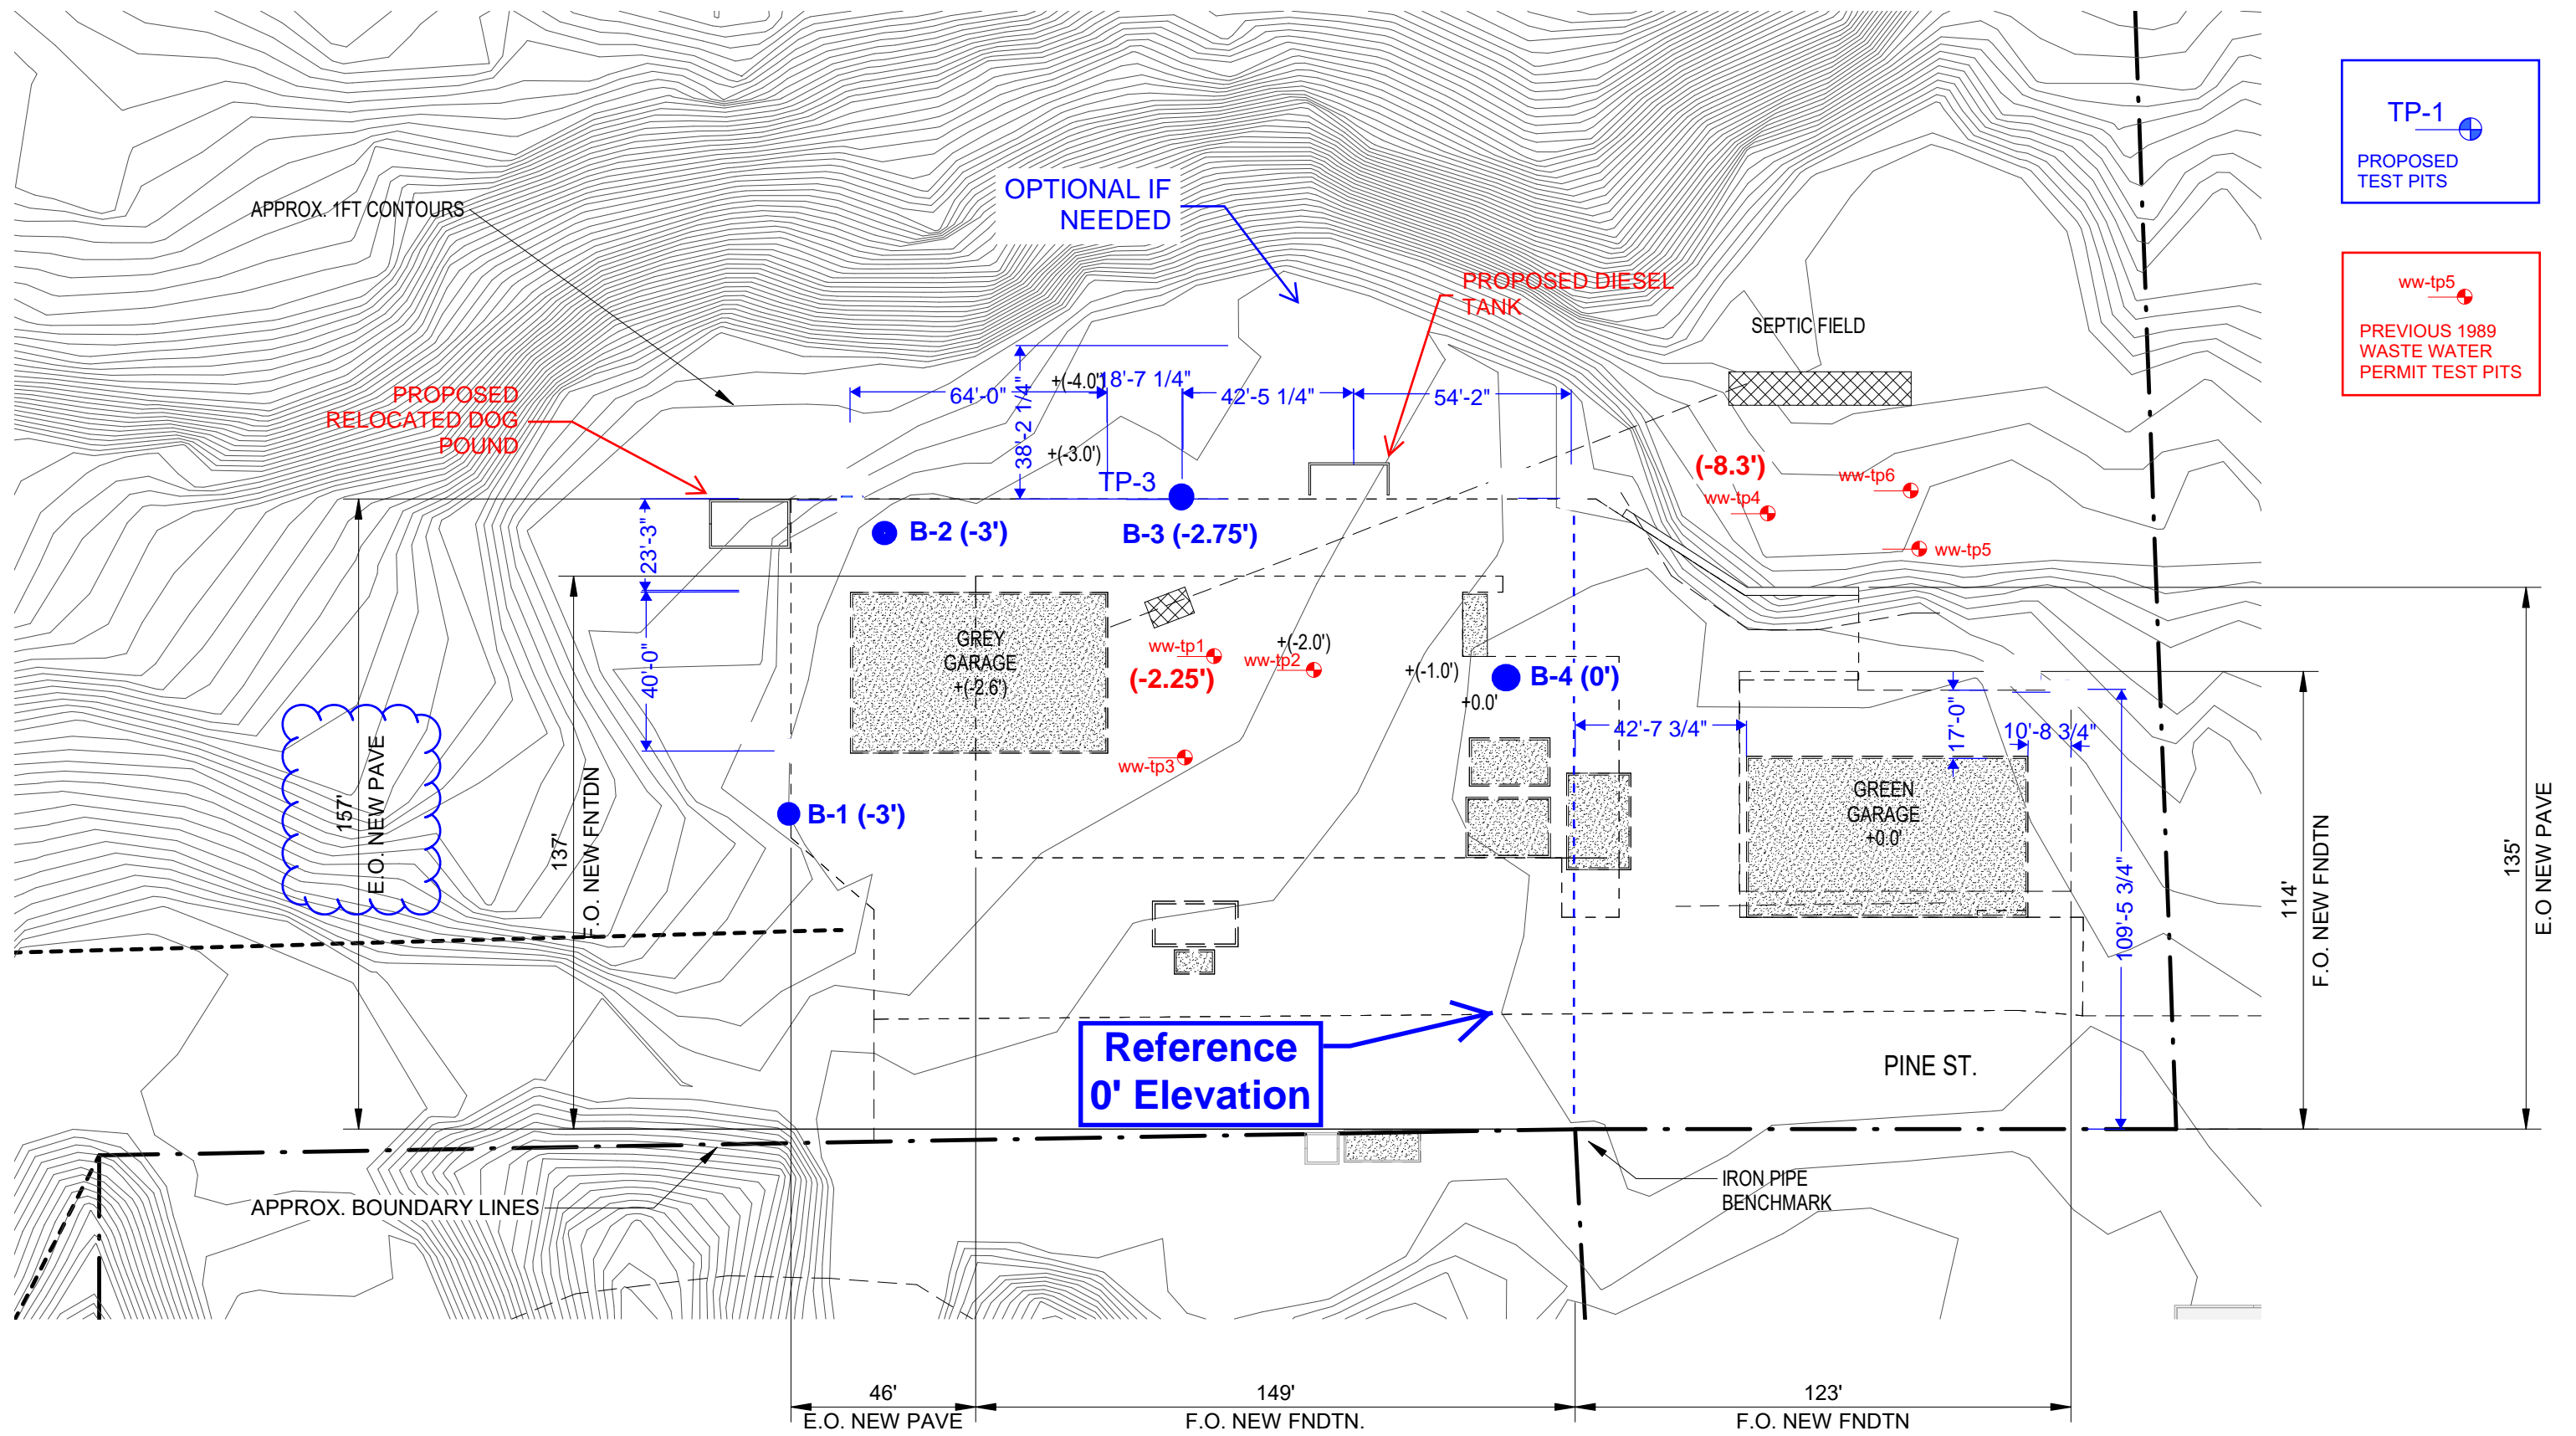 TP-1
PROPOSED
TEST PITS
ww-tp5
PREVIOUS 1989
WASTE WATER
PERMIT TEST PITS
OPTIONAL IF
NEEDED
APPROX. 1FT CONTOURS
PROPOSED DIESEL
TANK
SEPTIC FIELD
PROPOSED
RELOCATED DOG
POUND
64'-0"
+(-4.0')
18'-7 1/4"
42'-5 1/4"
54'-2"
38'-2 1/4"
+(-3.0')
TP-3
(-8.3')
ww-tp4
ww-tp6
ww-tp5
B-2 (-3')
B-3 (-2.75')
23'-3"
40'-0"
GREY
GARAGE
+(-2.6')
ww-tp1
(-2.25')
ww-tp2
+(-2.0')
+(-1.0')
B-4 (0')
+0.0'
42'-7 3/4"
17'-0"
10'-8 3/4"
ww-tp3
B-1 (-3')
GREEN
GARAGE
+0.0'
157'
E.O. NEW PAVE
137'
F.O. NEW FNTDN
109'-5 3/4"
114'
F.O. NEW FNDTN
135'
E.O NEW PAVE
Reference
0' Elevation
PINE ST.
IRON PIPE
BENCHMARK
APPROX. BOUNDARY LINES
46'
E.O. NEW PAVE
149'
F.O. NEW FNDTN.
123'
F.O. NEW FNDTN